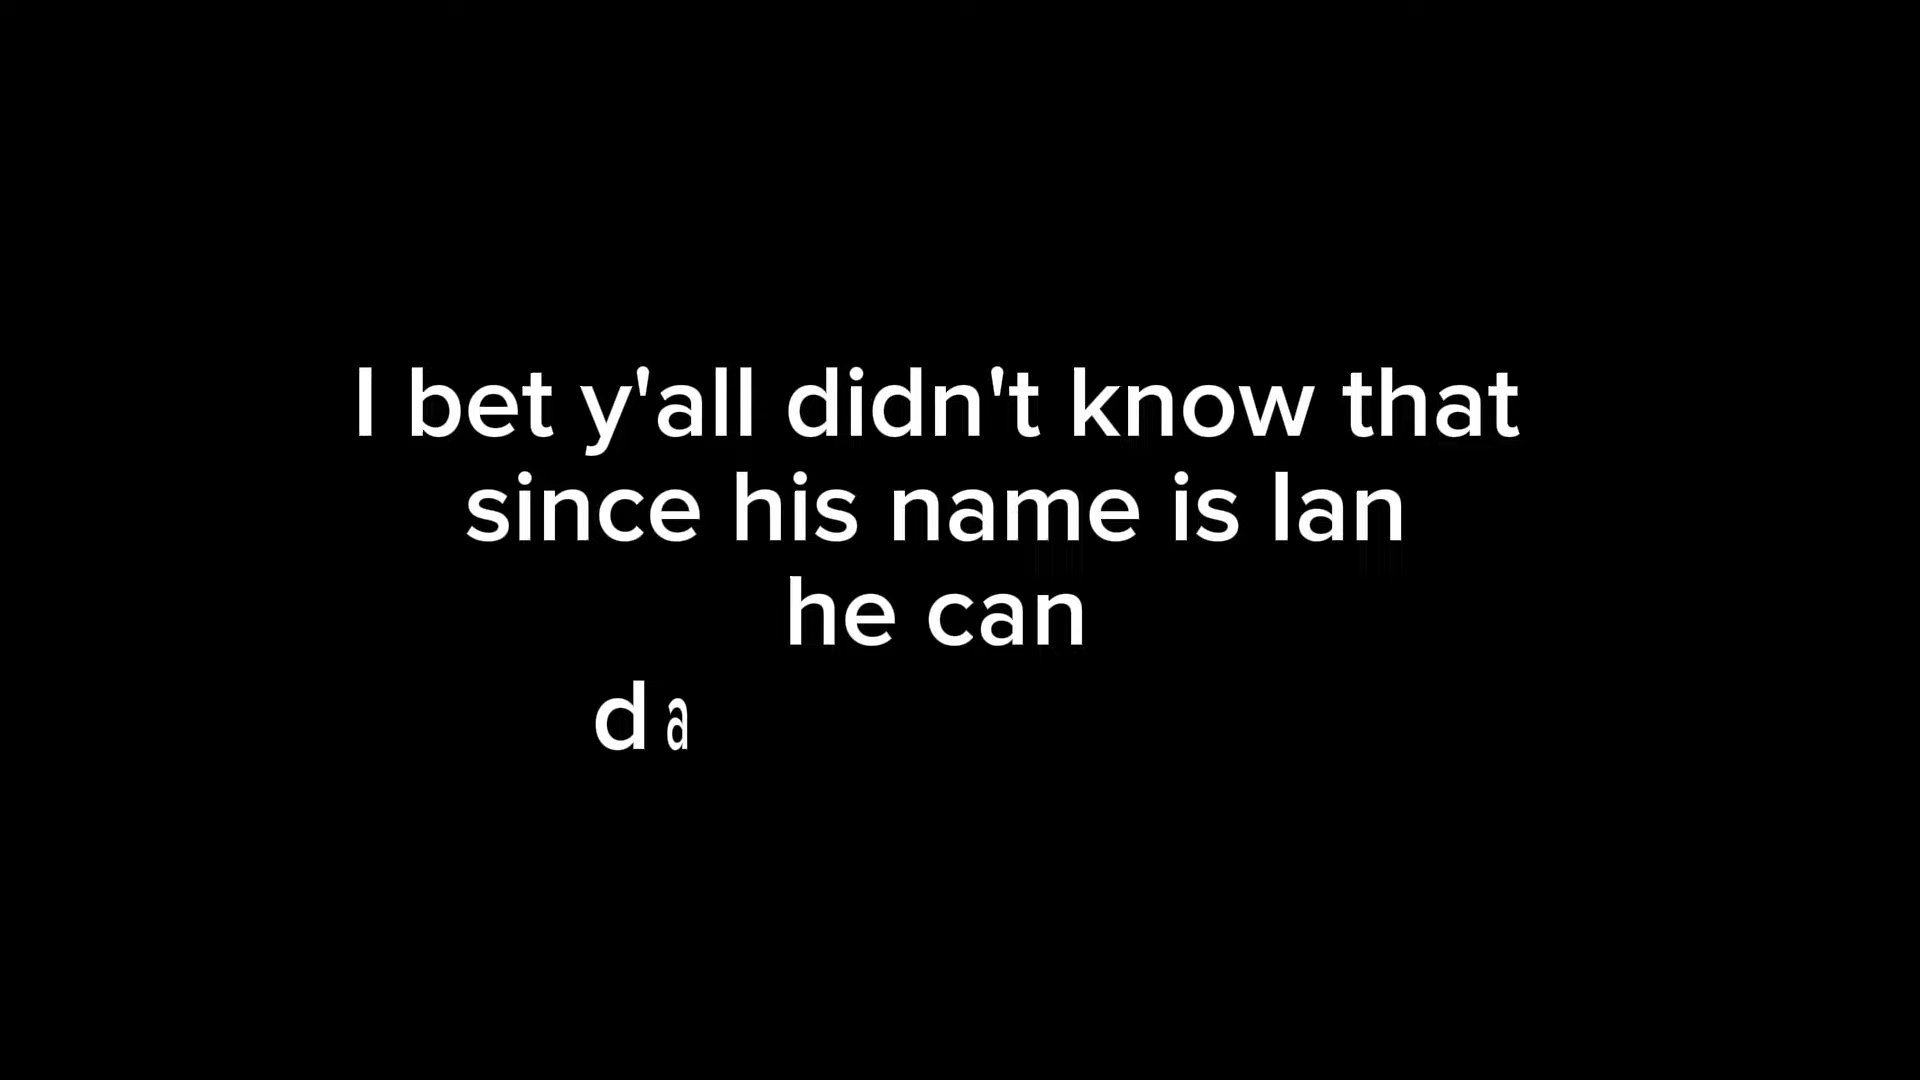 I bet y'all didn't know that
since his name is Ian
he can
da